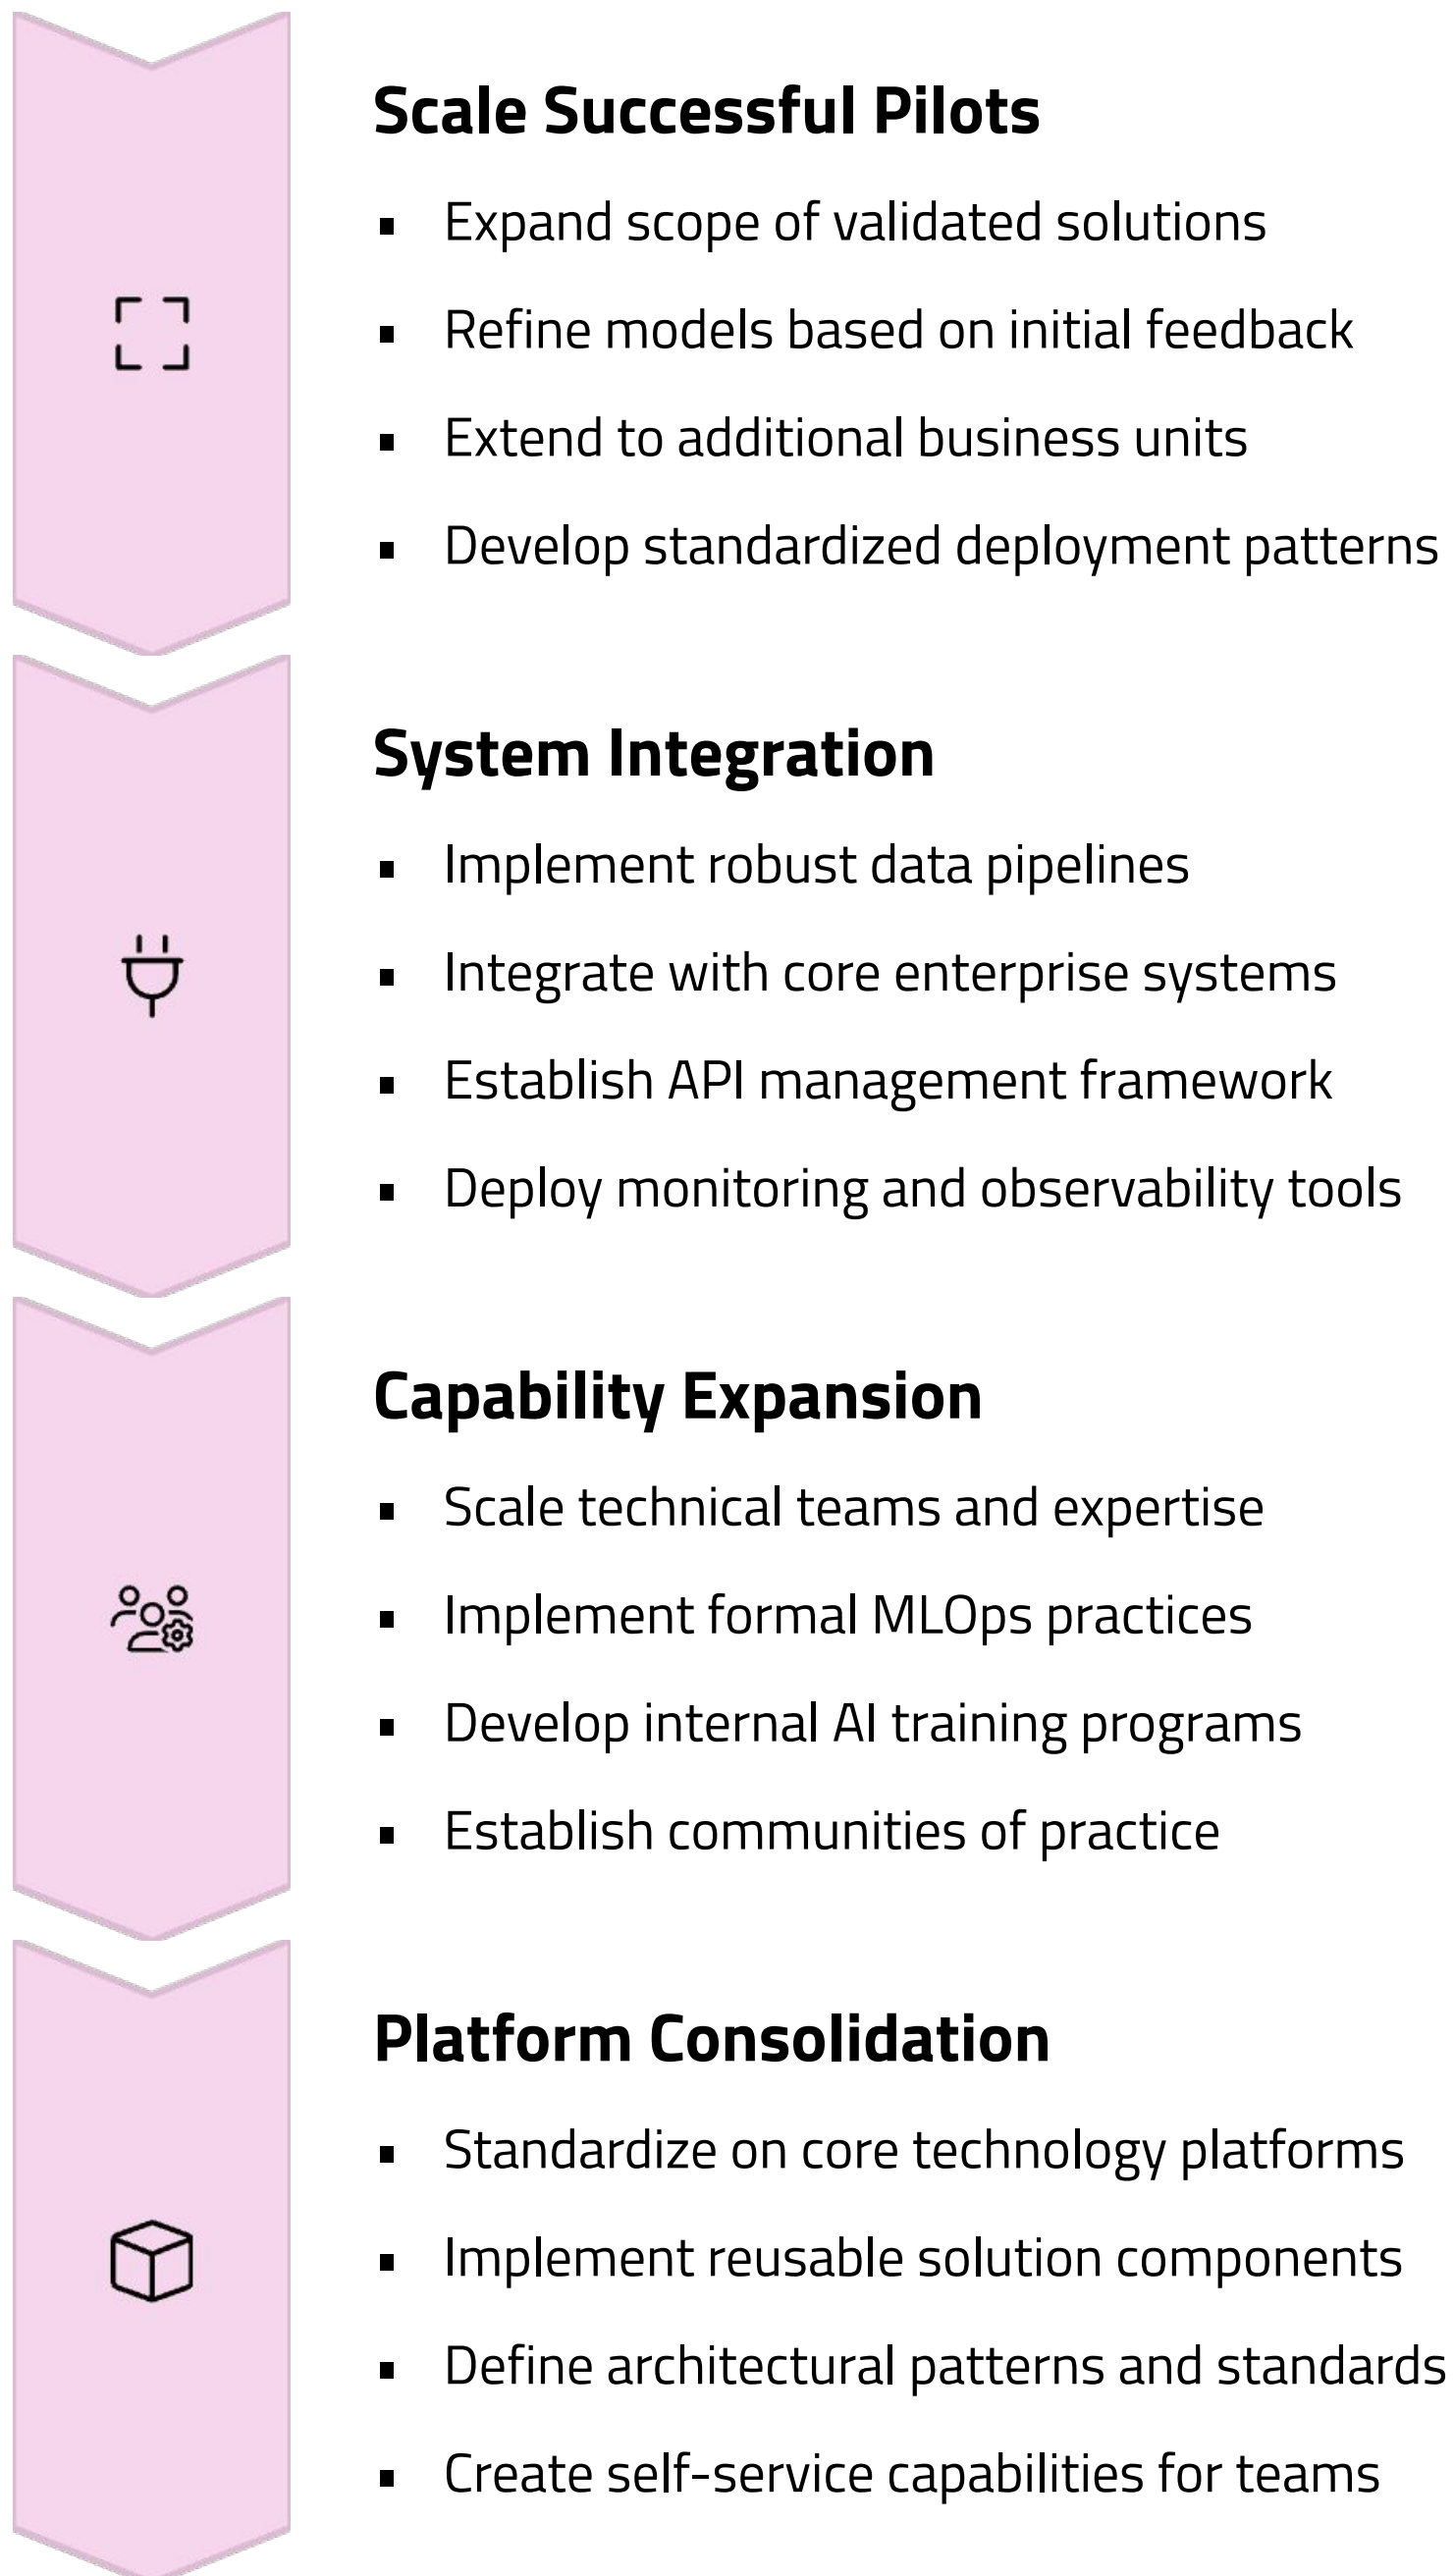 Scale Successful Pilots
▪ Expand scope of validated solutions
▪ Refine models based on initial feedback
▪ Extend to additional business units
▪ Develop standardized deployment patterns
System Integration
▪ Implement robust data pipelines
▪ Integrate with core enterprise systems
▪ Establish API management framework
▪ Deploy monitoring and observability tools
Capability Expansion
▪ Scale technical teams and expertise
▪ Implement formal MLOps practices
▪ Develop internal AI training programs
▪ Establish communities of practice
Platform Consolidation
▪ Standardize on core technology platforms
▪ Implement reusable solution components
▪ Define architectural patterns and standards
▪ Create self-service capabilities for teams